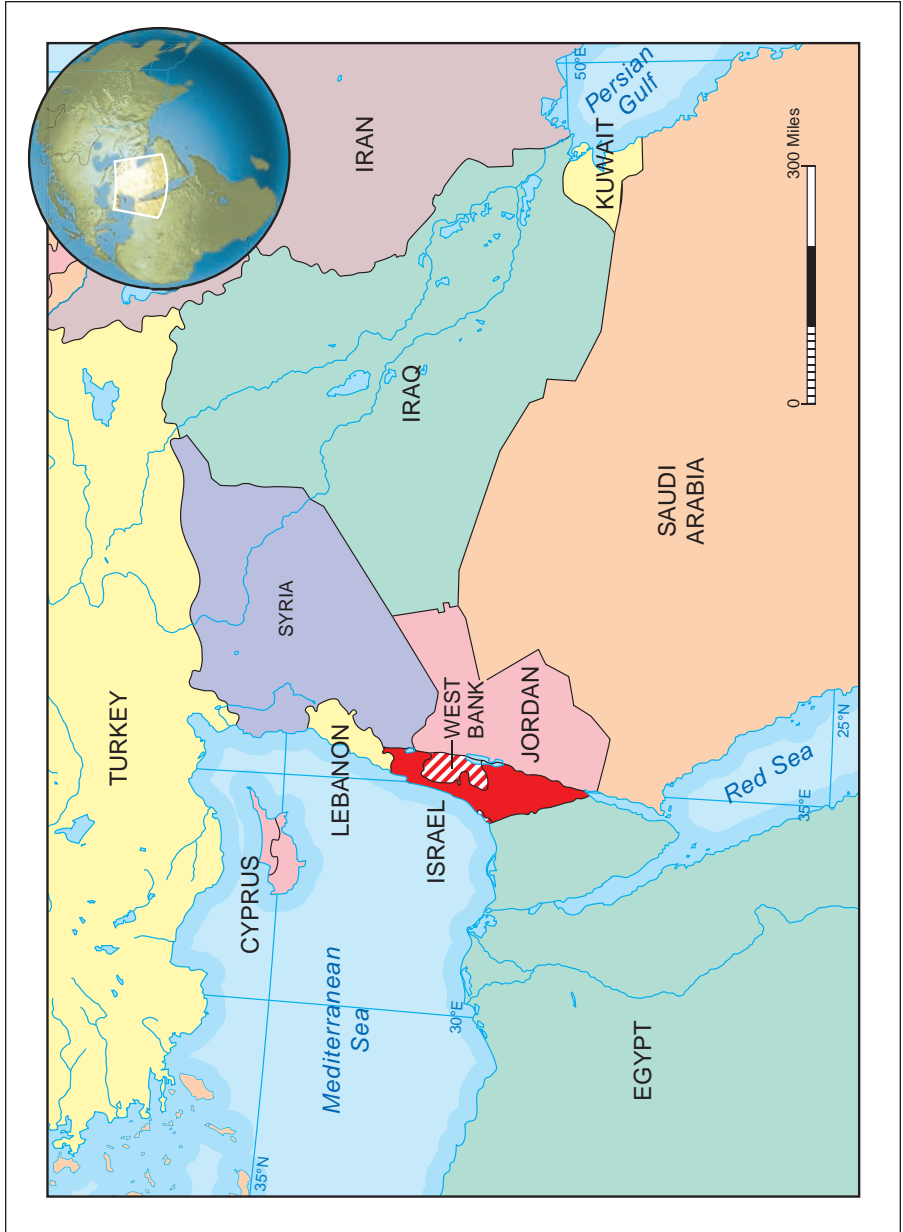 TURKEY
CYPRUS
SYRIA
LEBANON
IRAN
IRAQ
ISRAEL
WEST
BANK
JORDAN
KUWAIT
SAUDI
ARABIA
EGYPT
Mediterranean
Sea
Red Sea
Persian
Gulf
35°N
30°E
35°E
25°N
50°E
0
300 Miles